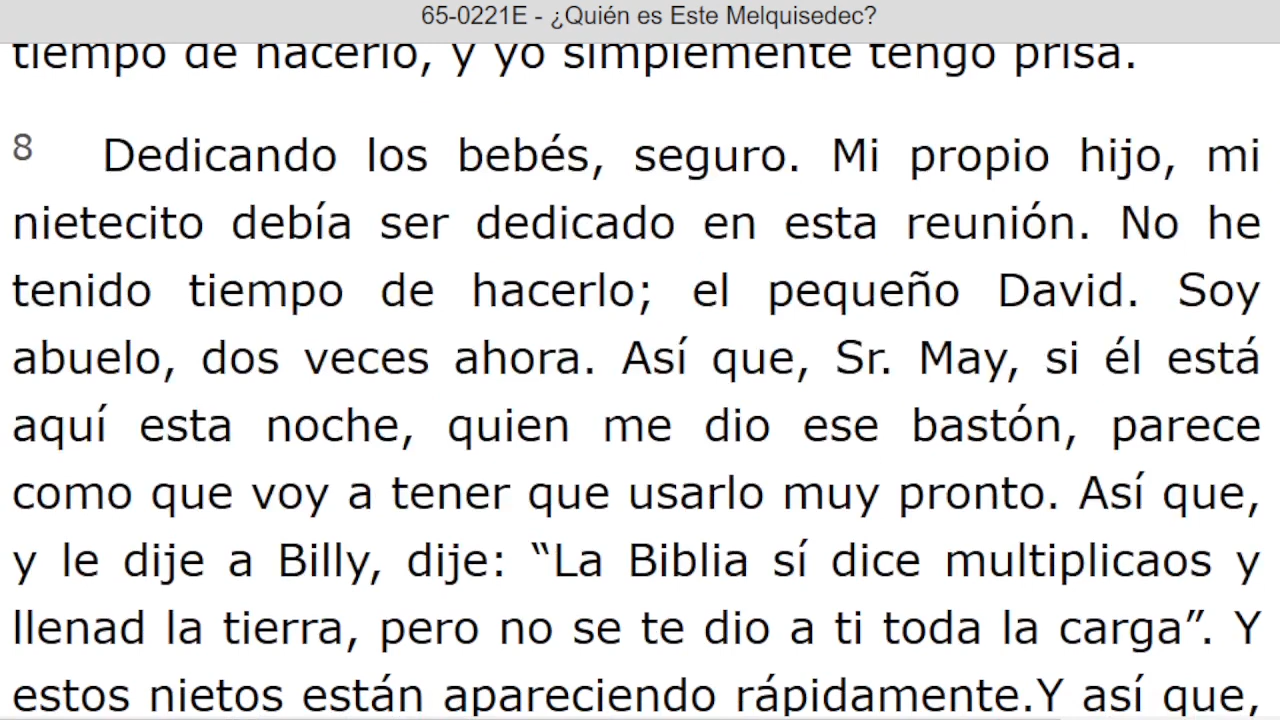 65-0221E - ¿Quién es Este Melquisedec?
tiempo de hacerlo, y yo simplemente tengo prisa.
8 Dedicando los bebés, seguro. Mi propio hijo, mi
nietecito debía ser dedicado en esta reunión. No he
tenido tiempo de hacerlo; el pequeño David. Soy
abuelo, dos veces ahora. Así que, Sr. May, si él está
aquí esta noche, quien me dio ese bastón, parece
como que voy a tener que usarlo muy pronto. Así que,
y le dije a Billy, dije: “La Biblia sí dice multiplicaos y
llenad la tierra, pero no se te dio a ti toda la carga”. Y
estos nietos están apareciendo rápidamente.Y así que,